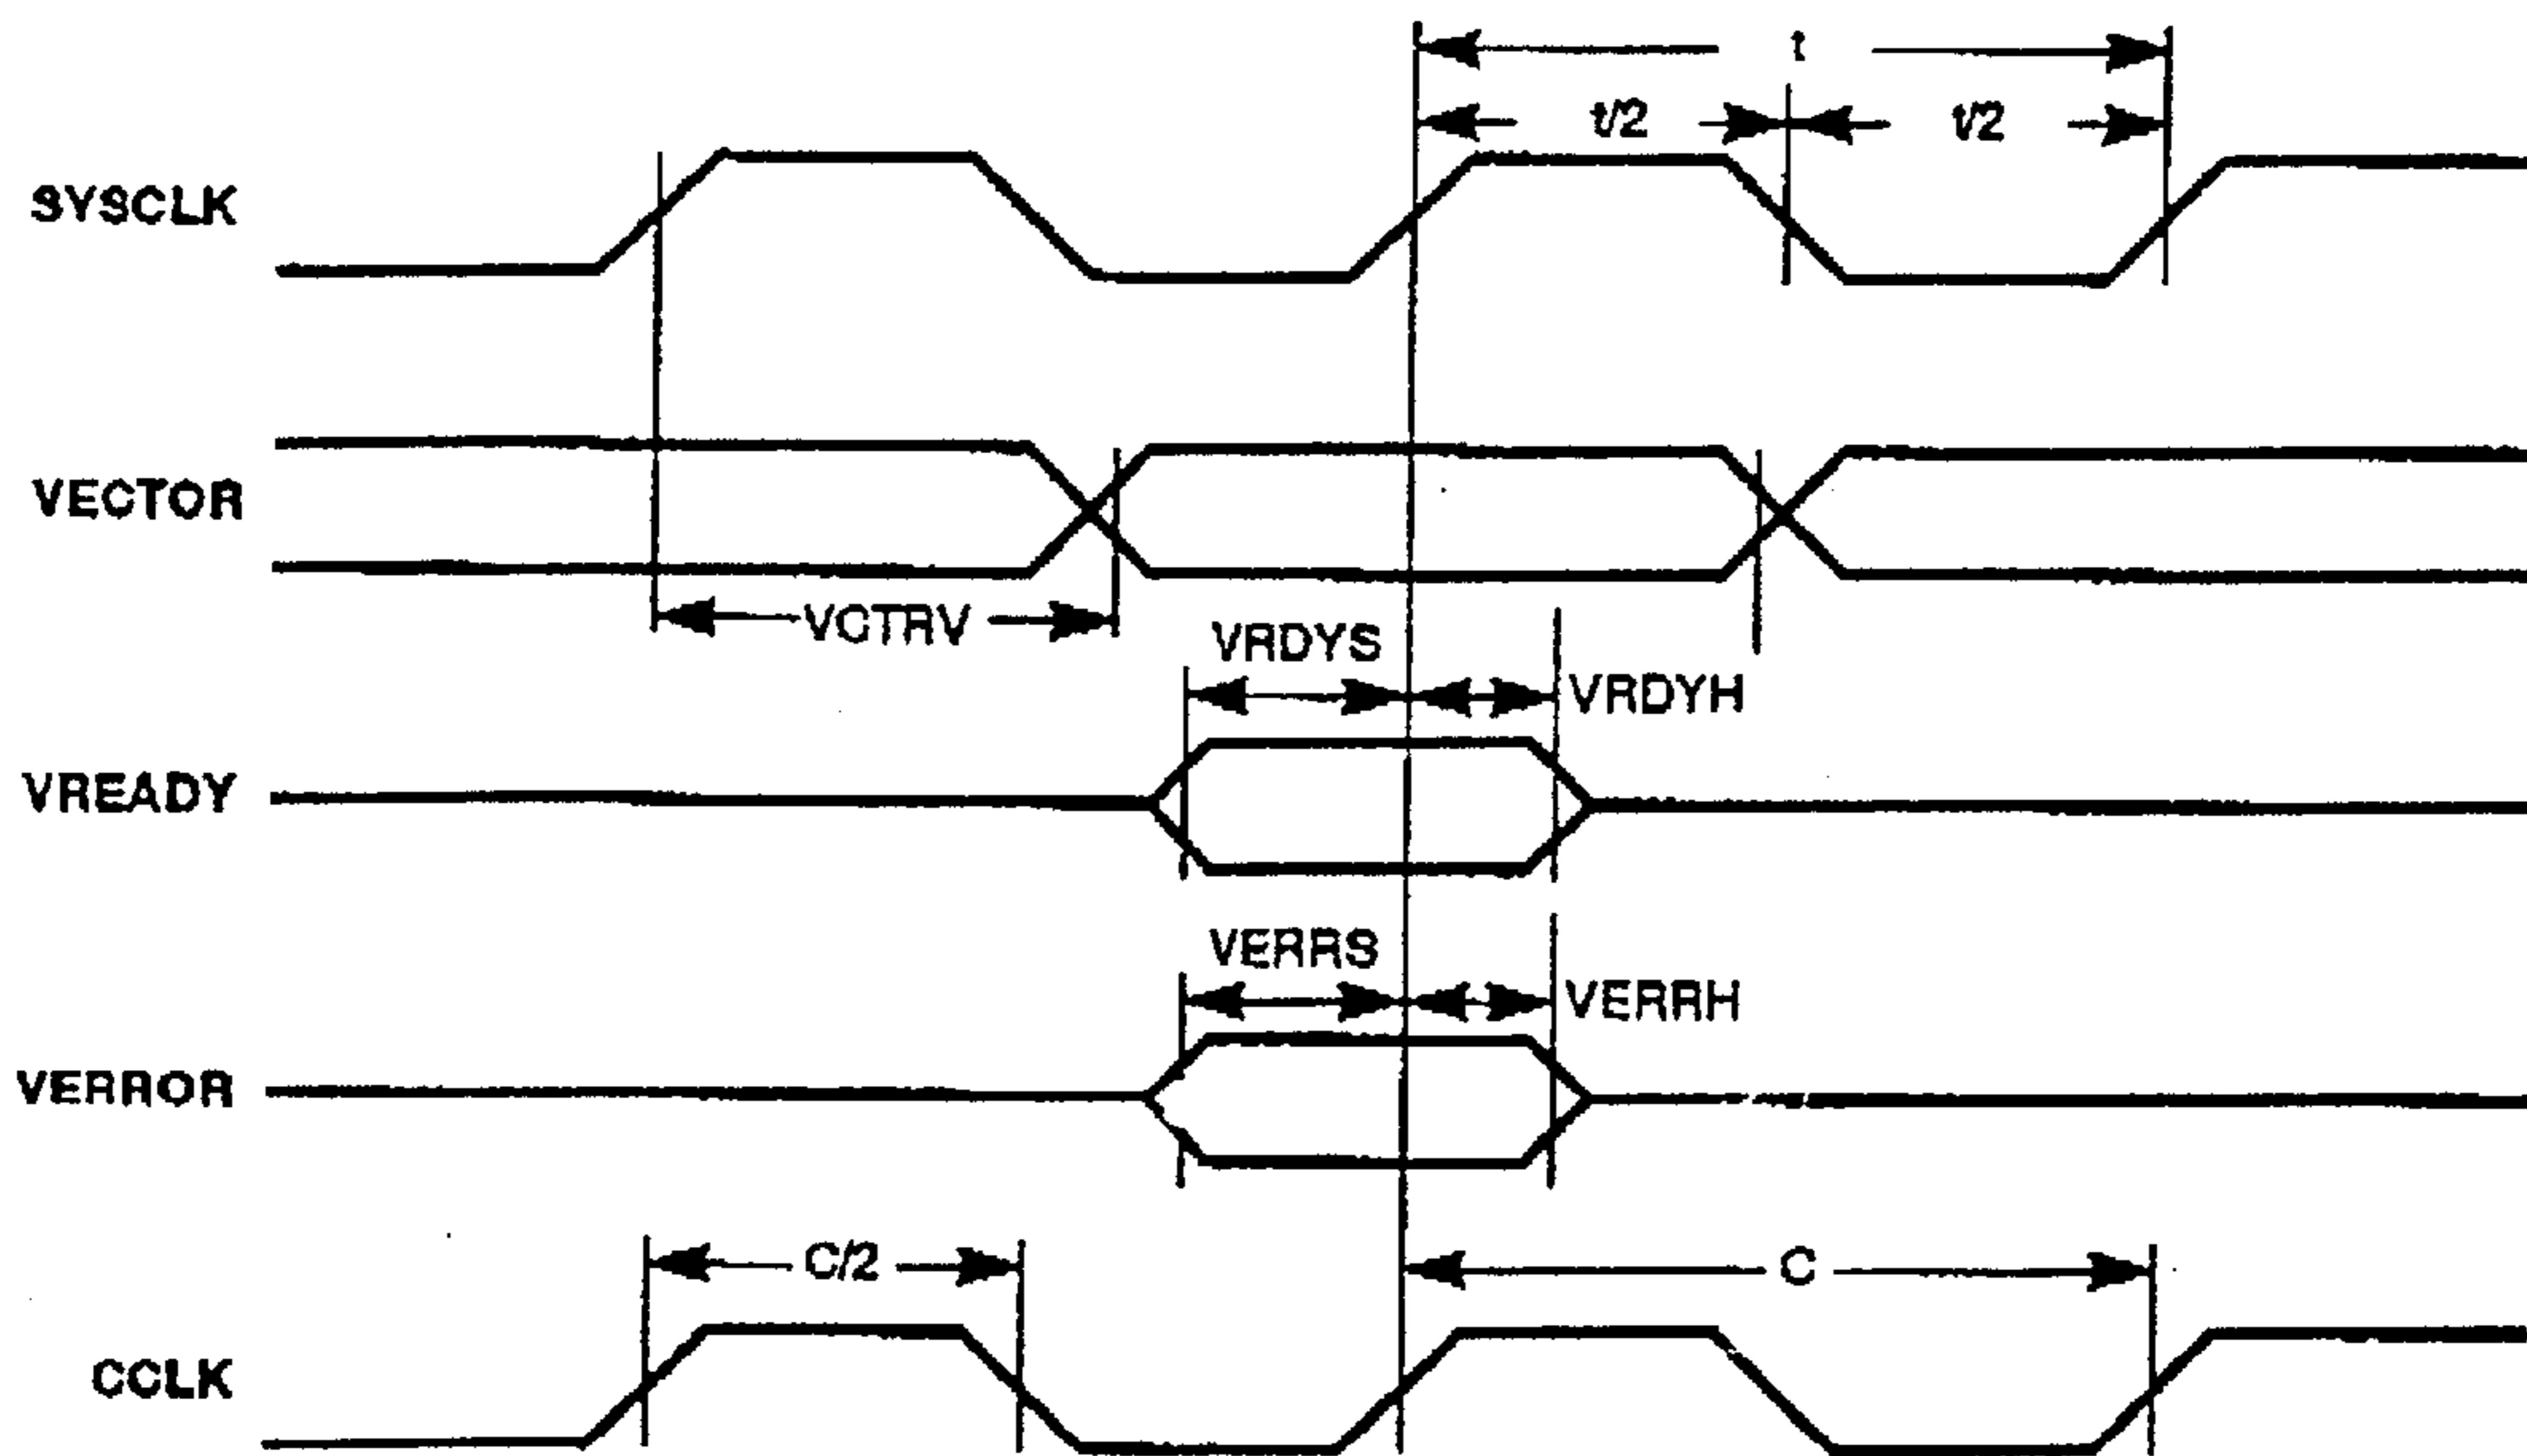 t
t/2 t/2
SYSCLK
VECTOR
VCTRV
VRDYS
VRDYH
VREADY
VERRS
VERRH
VERROR
C/2 C
CCLK